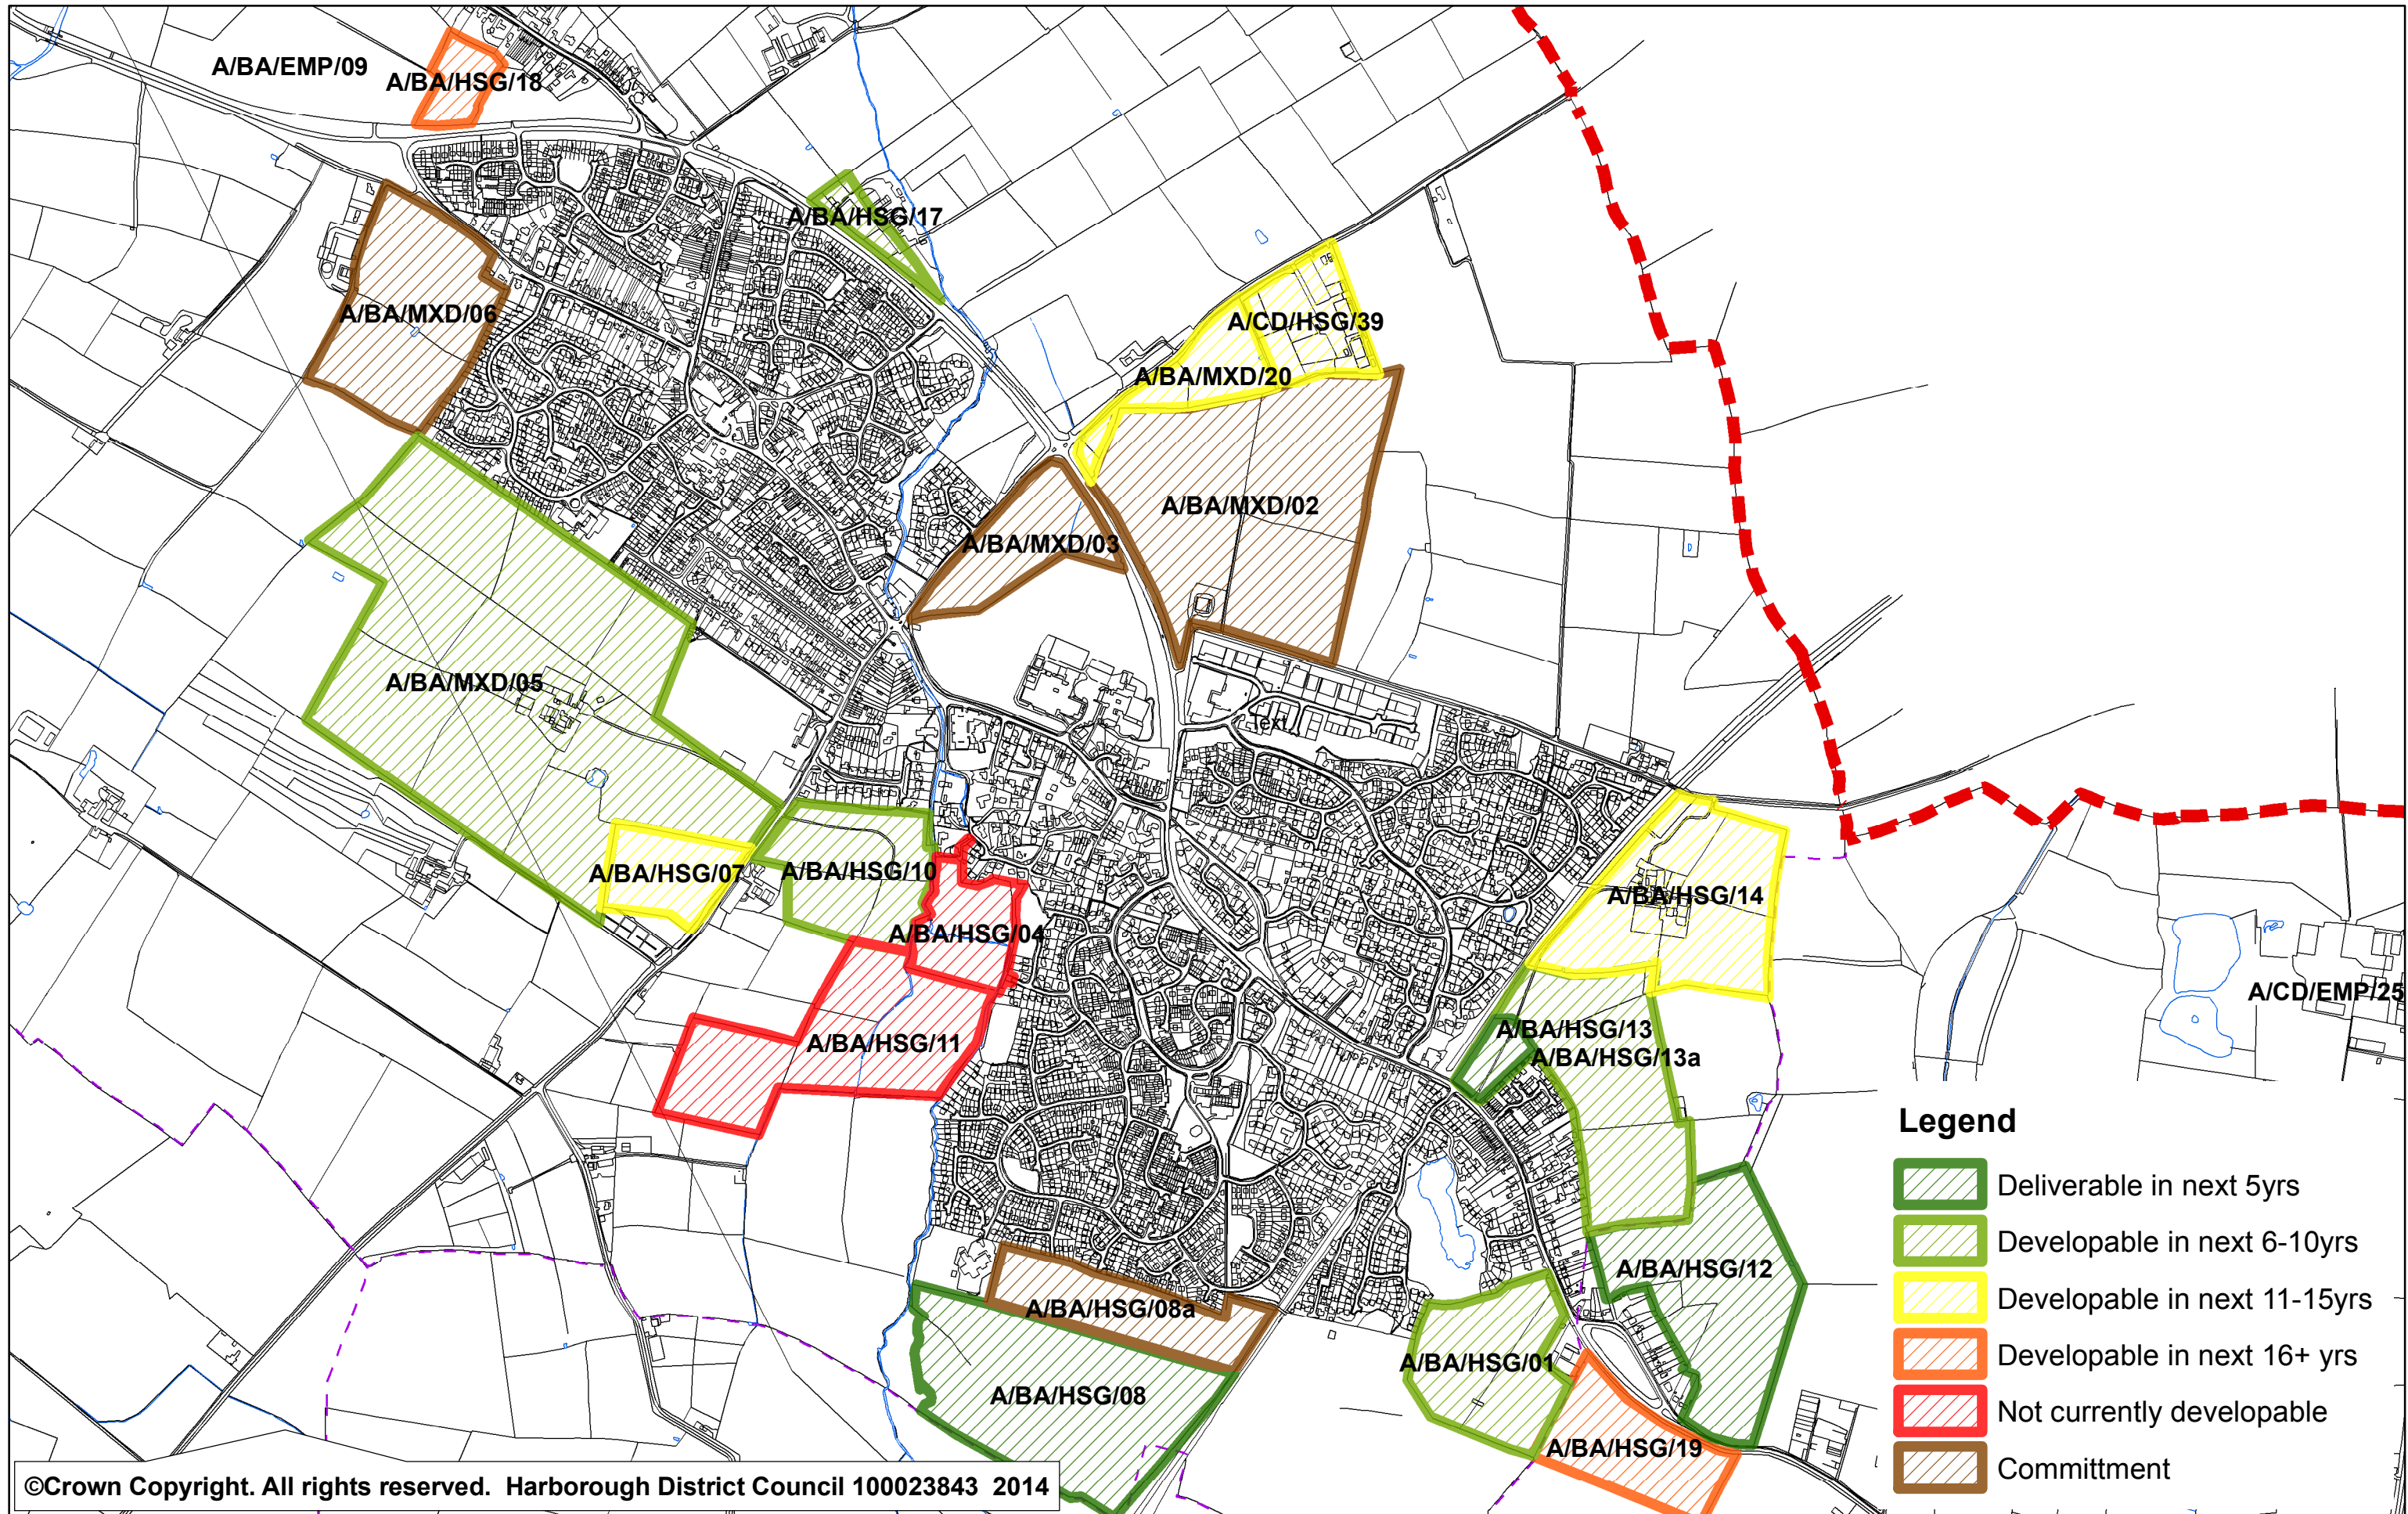 A/BA/EMP/09
A/BA/HSG/18
A/BA/HSG/17
A/BA/MXD/06
A/CD/HSG/39
A/BA/MXD/20
A/BA/MXD/02
A/BA/MXD/03
A/BA/MXD/05
Text
A/BA/HSG/07
A/BA/HSG/10
A/BA/HSG/14
A/BA/HSG/04
A/CD/EMP/25
A/BA/HSG/13
A/BA/HSG/11
A/BA/HSG/13a
A/BA/HSG/12
A/BA/HSG/08a
A/BA/HSG/01
A/BA/HSG/08
A/BA/HSG/19
Legend
Deliverable in next 5yrs
Developable in next 6-10yrs
Developable in next 11-15yrs
Developable in next 16+ yrs
Not currently developable
Committment
©Crown Copyright. All rights reserved. Harborough District Council 100023843 2014